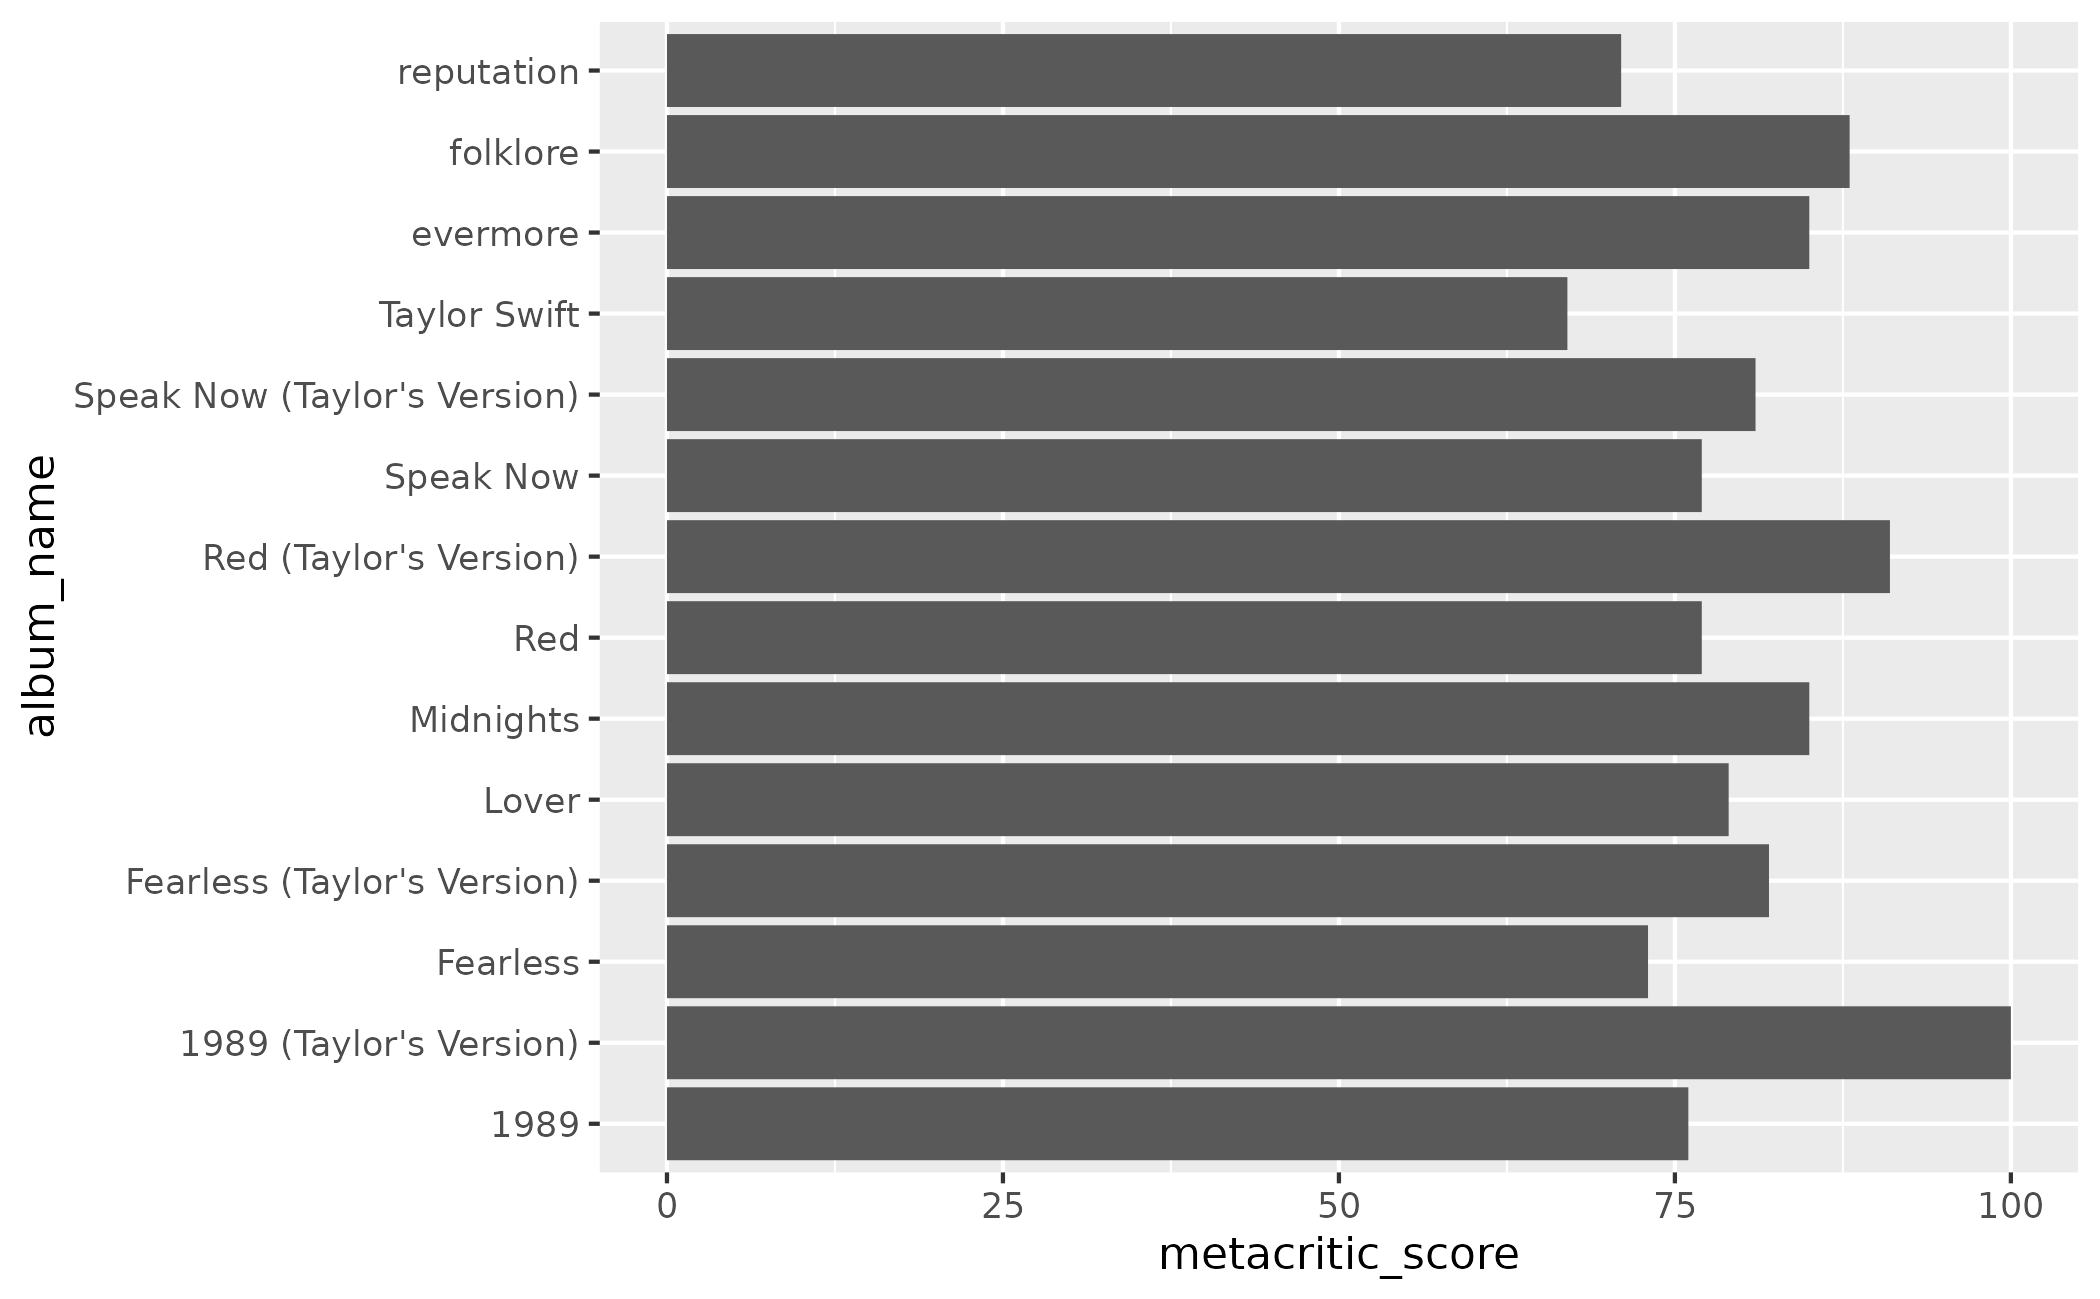 reputation
folklore
evermore
Taylor Swift
Speak Now (Taylor's Version)
Speak Now
Red (Taylor's Version)
Red
Midnights
Lover
Fearless (Taylor's Version)
Fearless
1989 (Taylor's Version)
1989
album_name
0 25 50 75 100
metacritic_score